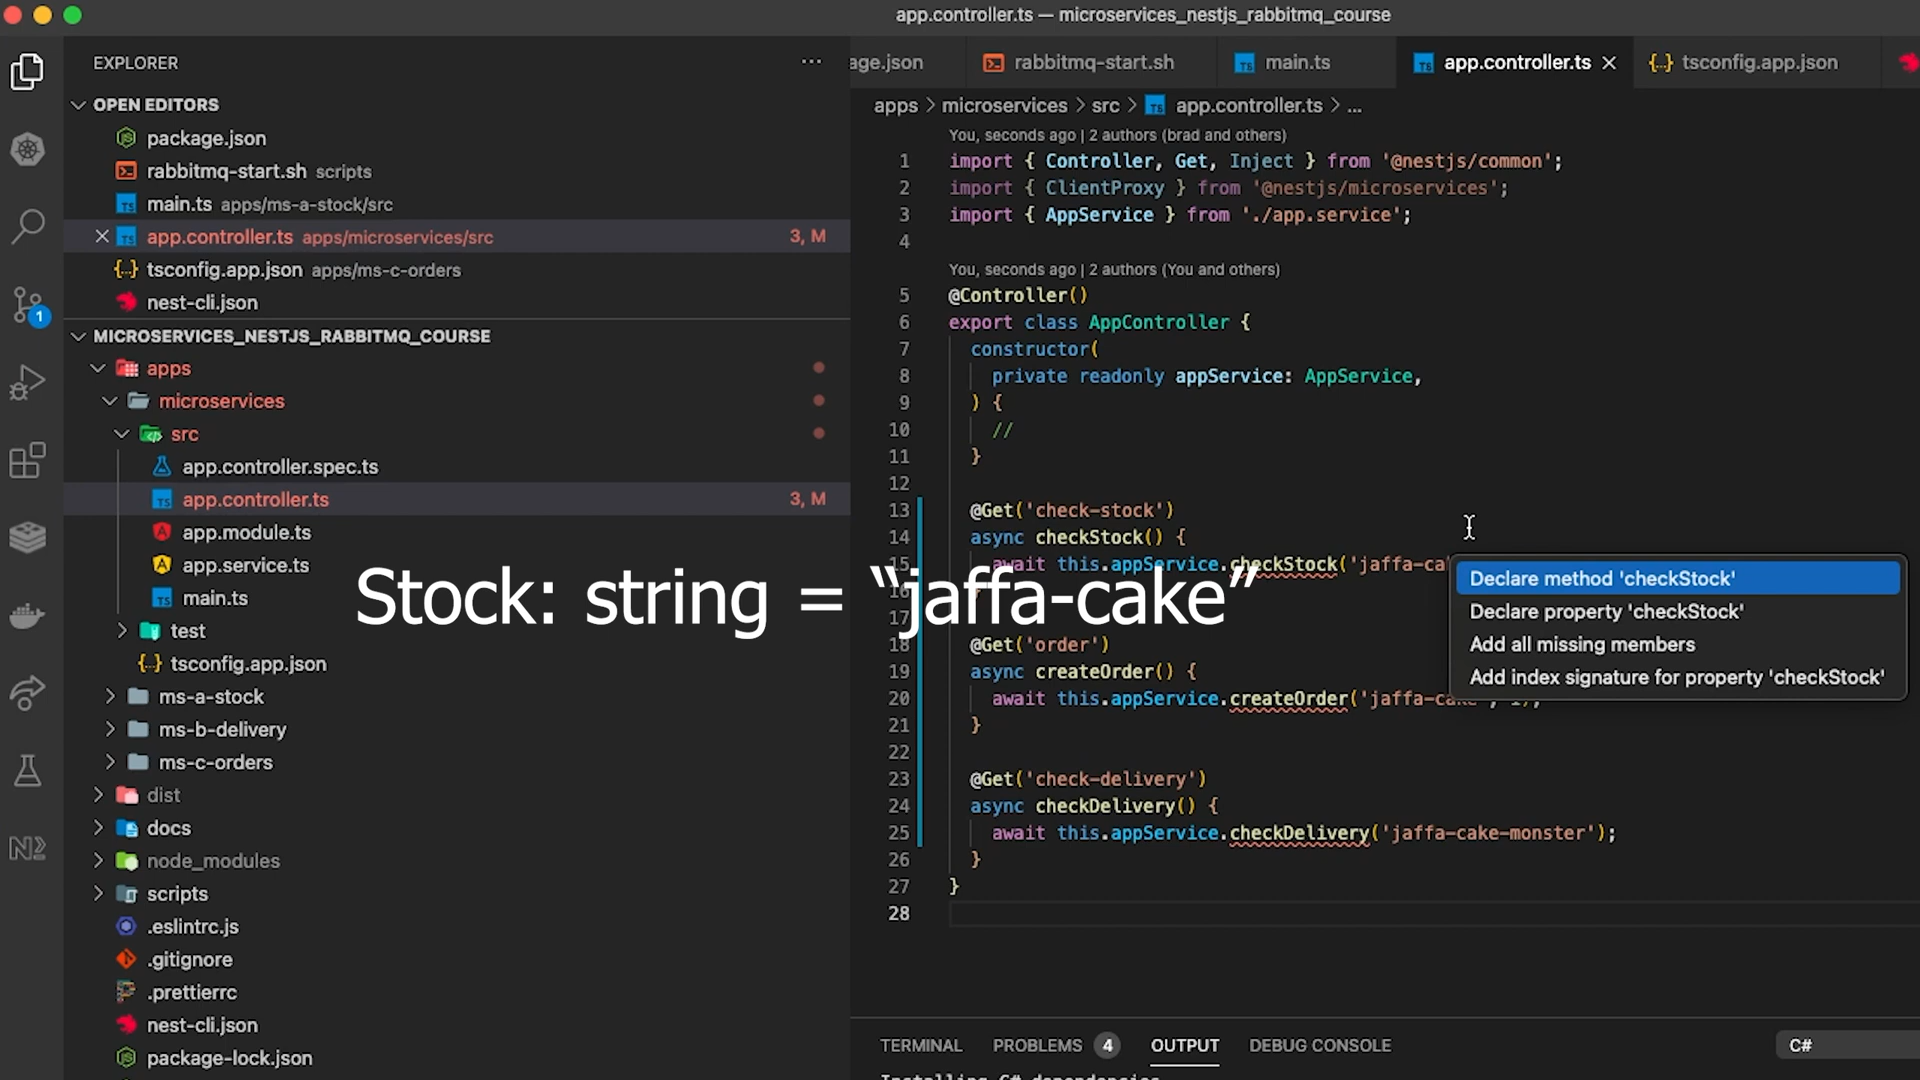 app.controller.ts — microservices_nestjs_rabbitmq_course
EXPLORER
OPEN EDITORS
package.json
rabbitmq-start.sh scripts
main.ts apps/ms-a-stock/src
app.controller.ts apps/microservices/src 3, M
tsconfig.app.json apps/ms-c-orders
nest-cli.json
1
MICROSERVICES_NESTJS_RABBITMQ_COURSE
apps
microservices
src
app.controller.spec.ts
app.controller.ts 3, M
app.module.ts
app.service.ts
main.ts
test
tsconfig.app.json
ms-a-stock
ms-b-delivery
ms-c-orders
dist
docs
node_modules
scripts
.eslintrc.js
.gitignore
.prettierrc
nest-cli.json
package-lock.json
age.json rabbitmq-start.sh main.ts app.controller.ts tsconfig.app.json
apps > microservices > src > app.controller.ts > ...
You, seconds ago | 2 authors (brad and others)
1 import { Controller, Get, Inject } from '@nestjs/common';
2 import { ClientProxy } from '@nestjs/microservices';
3 import { AppService } from './app.service';
4
You, seconds ago | 2 authors (You and others)
5 @Controller()
6 export class AppController {
7 constructor(
8 private readonly appService: AppService,
9 ) {
10 //
11 }
12
13 @Get('check-stock')
14 async checkStock() {
15 await this.appService.checkStock('jaffa-ca
16
17
18 @Get('order')
19 async createOrder() {
20 await this.appService.createOrder('jaffa-cake', 1);
21 }
22
23 @Get('check-delivery')
24 async checkDelivery() {
25 await this.appService.checkDelivery('jaffa-cake-monster');
26 }
27 }
28
Declare method 'checkStock'
Declare property 'checkStock'
Add all missing members
Add index signature for property 'checkStock'
Stock: string = “jaffa-cake”
TERMINAL PROBLEMS 4 OUTPUT DEBUG CONSOLE C#
Installing C# dependencies